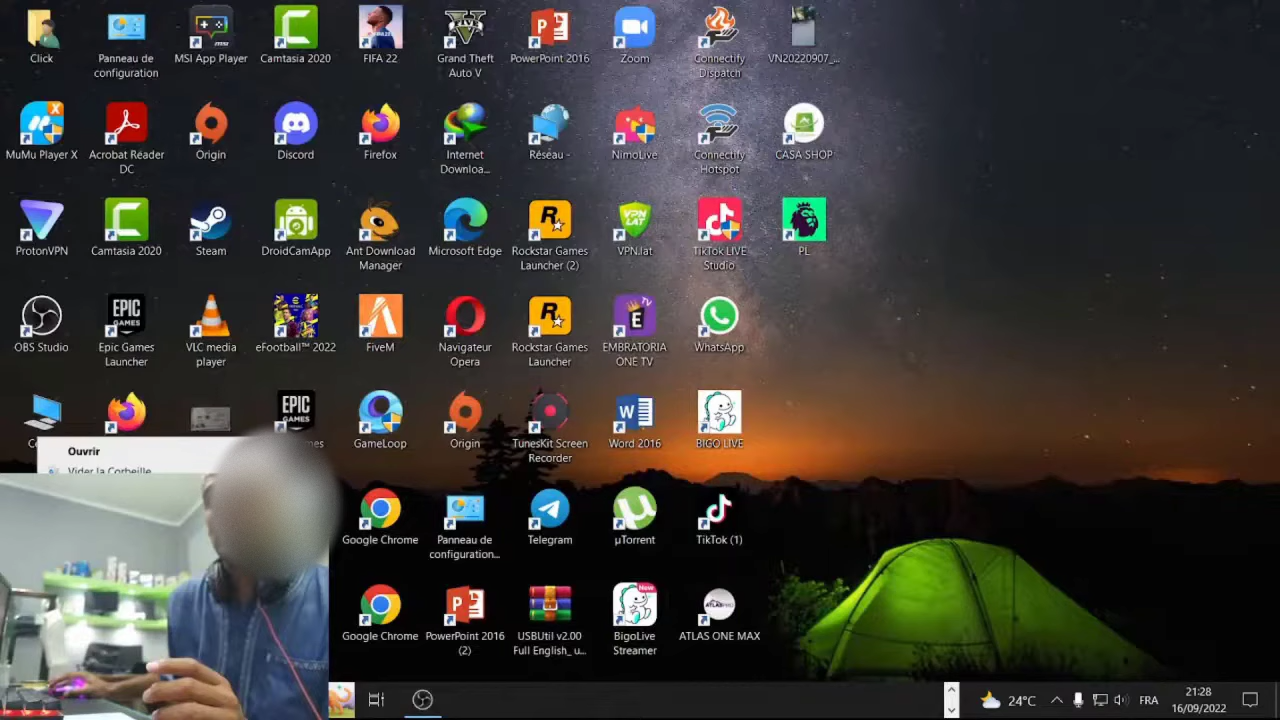 Click
Panneau de
configuration
MSI App Player
Camtasia 2020
FIFA 22
Grand Theft
Auto V
PowerPoint 2016
Zoom
Connectify
Dispatch
VN20220907_...
MuMu Player X
Acrobat Reader
DC
Origin
Discord
Firefox
Internet
Downloa...
Réseau -
NimoLive
Connectify
Hotspot
CASA SHOP
ProtonVPN
Camtasia 2020
Steam
DroidCamApp
Ant Download
Manager
Microsoft Edge
Rockstar Games
Launcher (2)
VPN.lat
TikTok LIVE
Studio
PL
OBS Studio
Epic Games
Launcher
VLC media
player
eFootball™ 2022
FiveM
Navigateur
Opera
Rockstar Games
Launcher
EMBRATORIA
ONE TV
WhatsApp
GameLoop
Origin
TunesKit Screen
Recorder
Word 2016
BIGO LIVE
Ouvrir
Vider la Corbeille
Google Chrome
Panneau de
configuration...
Telegram
µTorrent
TikTok (1)
Google Chrome
PowerPoint 2016
(2)
USBUtil v2.00
Full English_ u...
BigoLive
Streamer
ATLAS ONE MAX
24°C
FRA
21:28
16/09/2022